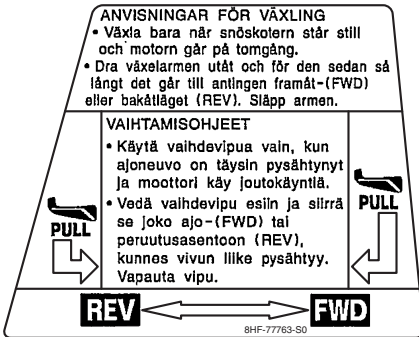 ANVISNINGAR FÖR VÄXLING
• Växla bara när snöskotern står still
och motorn går på tomgång.
• Dra växelarmen utåt och för den sedan så
långt det går till antingen framåt-(FWD)
eller bakåtläget (REV). Släpp armen.
VAIHTAMISOHJEET
• Käytä vaihdevipua vain, kun
ajoneuvo on täysin pysähtynyt
ja moottori käy joutokäyntiä.
• Vedä vaihdevipu esiin ja siirrä
se joko ajo-(FWD) tai
peruutusasentoon (REV),
kunnes vivun liike pysähtyy.
Vapauta vipu.
PULL
PULL
REV
FWD
8HF-77763-S0